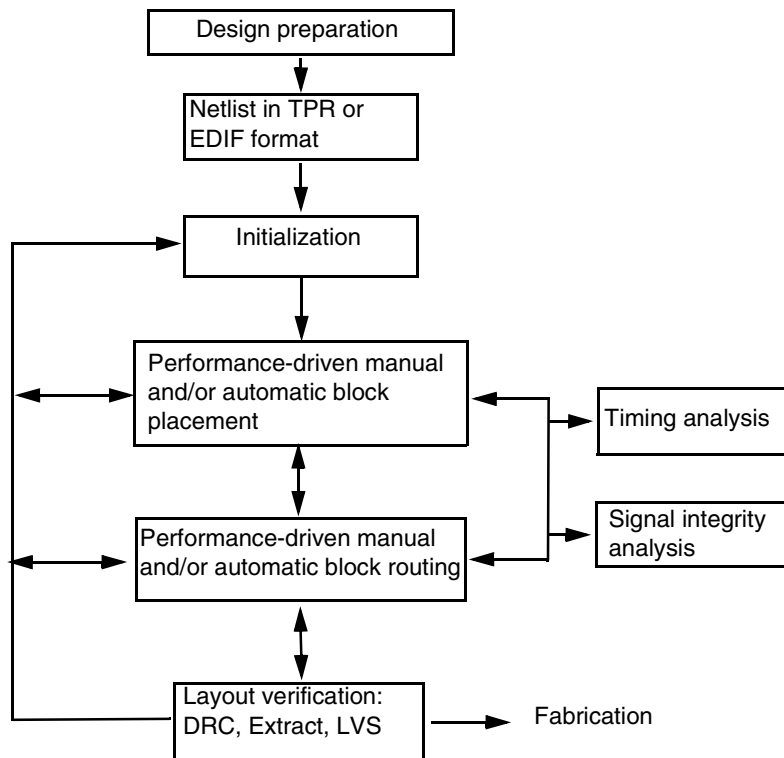 Design preparation
Netlist in TPR or
EDIF format
Initialization
Performance-driven manual
and/or automatic block
placement
Timing analysis
Performance-driven manual
and/or automatic block routing
Signal integrity
analysis
Layout verification:
DRC, Extract, LVS
Fabrication